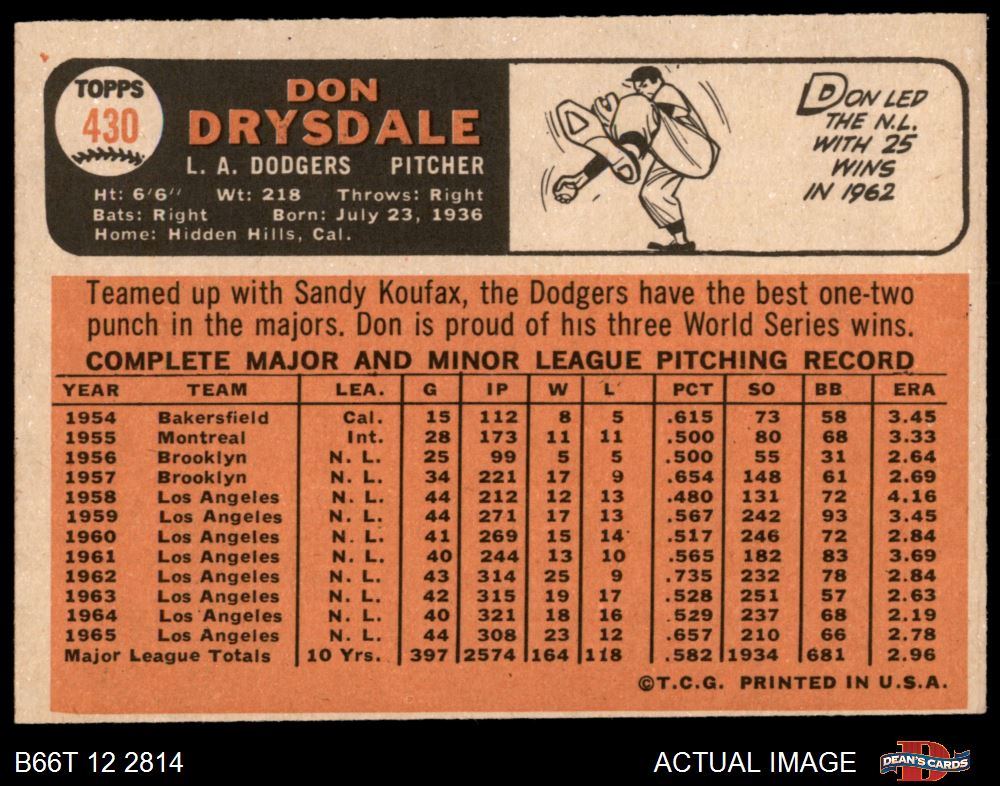 TOPPS
430
DON
DRYSDALE
L. A. DODGERS PITCHER
Ht: 6'6" Wt: 218 Throws: Right
Bats: Right Born: July 23, 1936
Home: Hidden Hills, Cal.
DON LED
THE N.L.
WITH 25
WINS
IN 1962
Teamed up with Sandy Koufax, the Dodgers have the best one-two
punch in the majors. Don is proud of his three World Series wins.
COMPLETE MAJOR AND MINOR LEAGUE PITCHING RECORD
YEAR TEAM LEA. G IP W L PCT SO BB ERA
1954 Bakersfield Cal. 15 112 8 5 .615 73 58 3.45
1955 Montreal Int. 28 173 11 11 .500 80 68 3.33
1956 Brooklyn N. L. 25 99 5 5 .500 55 31 2.64
1957 Brooklyn N. L. 34 221 17 9 .654 148 61 2.69
1958 Los Angeles N. L. 44 212 12 13 .480 131 72 4.16
1959 Los Angeles N. L. 44 271 17 13 .567 242 93 3.45
1960 Los Angeles N. L. 41 269 15 14 .517 246 72 2.84
1961 Los Angeles N. L. 40 244 13 10 .565 182 83 3.69
1962 Los Angeles N. L. 43 314 25 9 .735 232 78 2.84
1963 Los Angeles N. L. 42 315 19 17 .528 251 57 2.63
1964 Los Angeles N. L. 40 321 18 16 .529 237 68 2.19
1965 Los Angeles N. L. 44 308 23 12 .657 210 66 2.78
Major League Totals 10 Yrs. 397 2574 164 118 .582 1934 681 2.96
©T.C.G. PRINTED IN U.S.A.
B66T 12 2814 ACTUAL IMAGE
D
DEAN'S CARDS